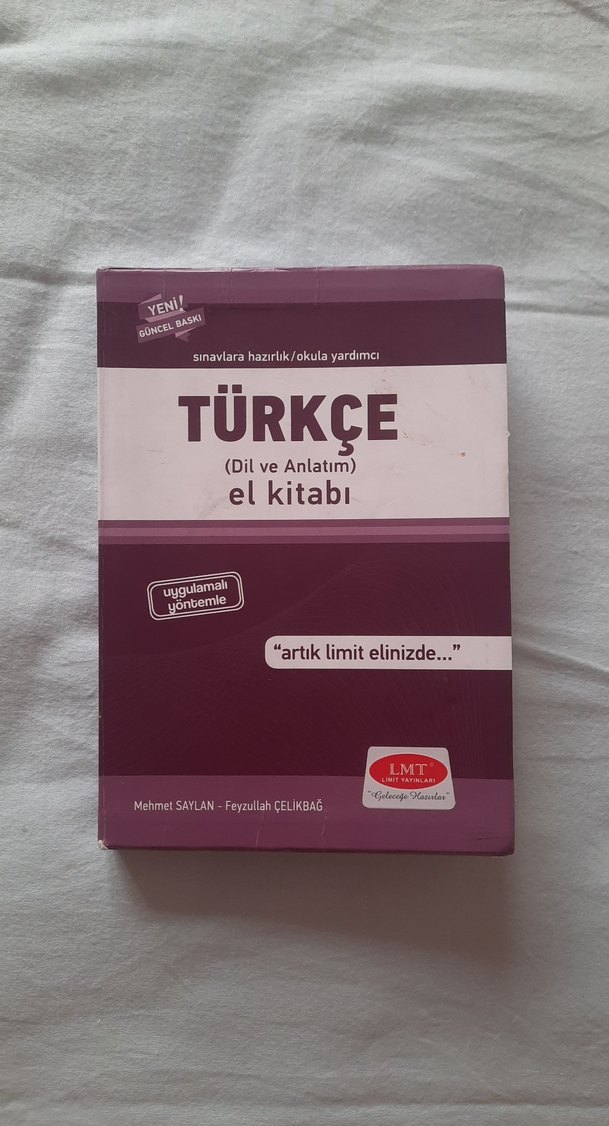 YENİ!
GÜNCEL BASKI
sınavlara hazırlık/okula yardımcı
TÜRKÇE
(Dil ve Anlatım)
el kitabı
uygulamalı
yöntemle
“artık limit elinizde...”
LMT®
LİMİT YAYINLARI
“Geleceğe Hazırlar”
Mehmet SAYLAN - Feyzullah ÇELİKBAĞ